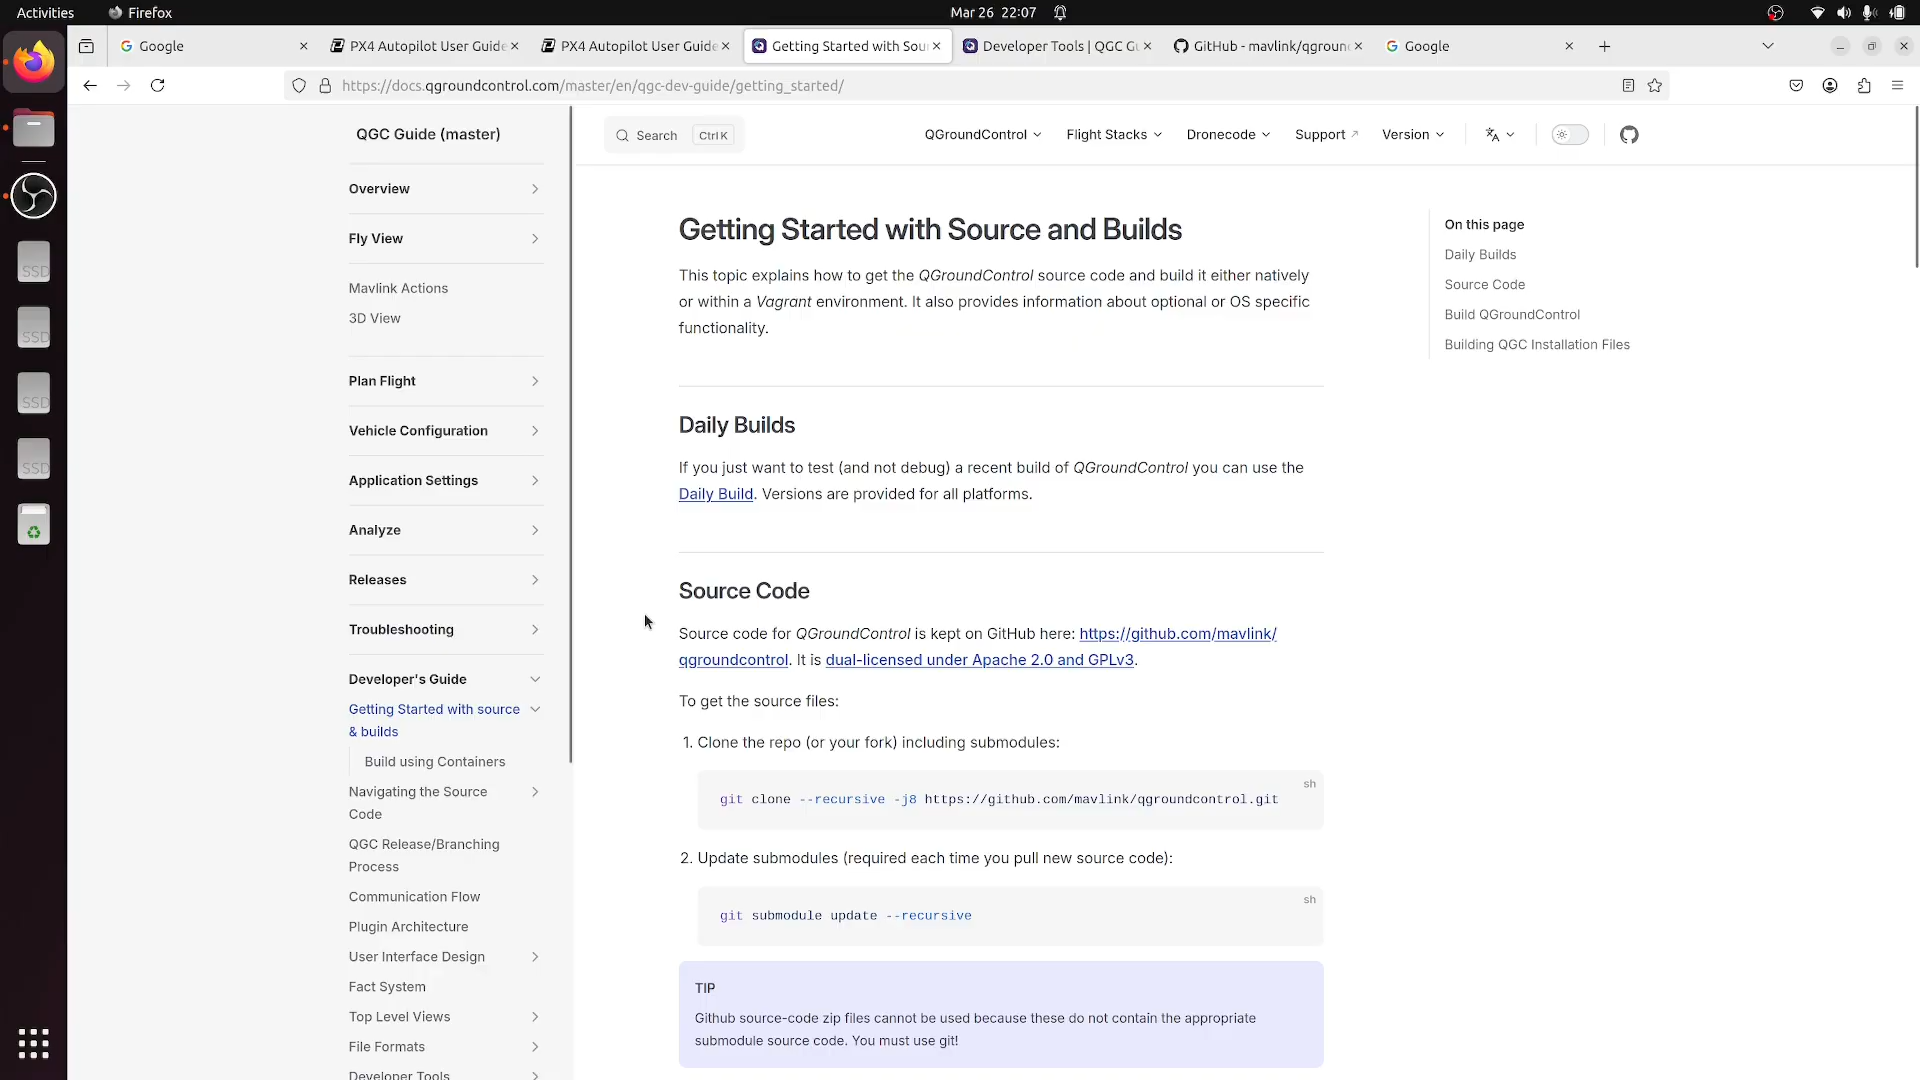 Activities
Firefox
Mar 26 22:07
Google
PX4 Autopilot User Guide
PX4 Autopilot User Guide
Getting Started with Sou
Developer Tools | QGC Gu
GitHub - mavlink/qgroun
Google
https://docs.qgroundcontrol.com/master/en/qgc-dev-guide/getting_started/
SSD
SSD
SSD
SSD
QGC Guide (master)
Overview
Fly View
Mavlink Actions
3D View
Plan Flight
Vehicle Configuration
Application Settings
Analyze
Releases
Troubleshooting
Developer's Guide
Getting Started with source
& builds
Build using Containers
Navigating the Source
Code
QGC Release/Branching
Process
Communication Flow
Plugin Architecture
User Interface Design
Fact System
Top Level Views
File Formats
Developer Tools
Search Ctrl K
QGroundControl
Flight Stacks
Dronecode
Support
Version
Getting Started with Source and Builds
This topic explains how to get the QGroundControl source code and build it either natively
or within a Vagrant environment. It also provides information about optional or OS specific
functionality.
Daily Builds
If you just want to test (and not debug) a recent build of QGroundControl you can use the
Daily Build. Versions are provided for all platforms.
Source Code
Source code for QGroundControl is kept on GitHub here: https://github.com/mavlink/
qgroundcontrol. It is dual-licensed under Apache 2.0 and GPLv3.
To get the source files:
1. Clone the repo (or your fork) including submodules:
sh
git clone --recursive -j8 https://github.com/mavlink/qgroundcontrol.git
2. Update submodules (required each time you pull new source code):
sh
git submodule update --recursive
TIP
Github source-code zip files cannot be used because these do not contain the appropriate
submodule source code. You must use git!
On this page
Daily Builds
Source Code
Build QGroundControl
Building QGC Installation Files